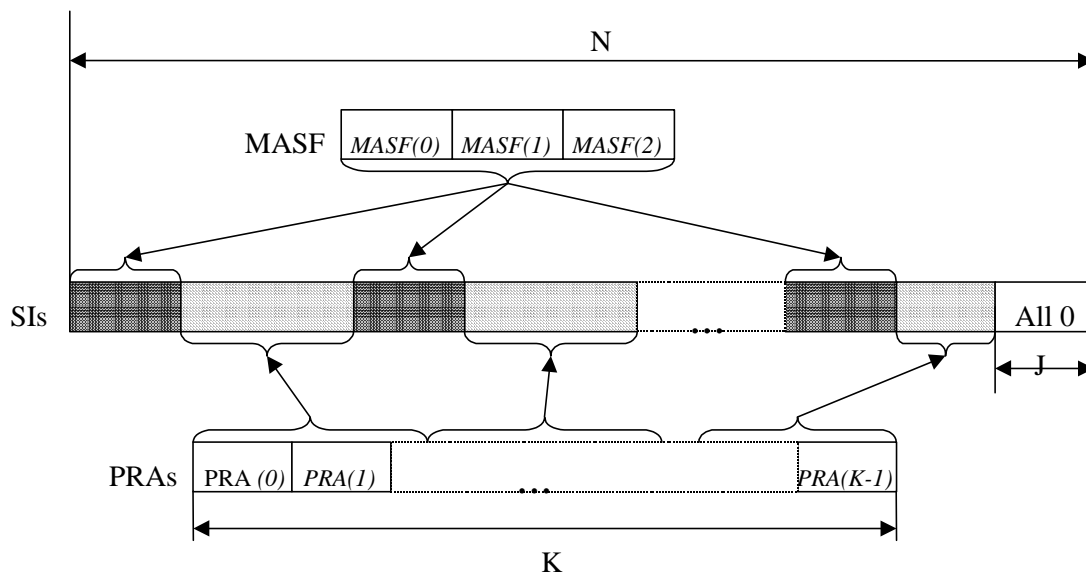 N
MASF
MASF(0) MASF(1) MASF(2)
SIs
All 0
J
PRAs
PRA (0) PRA(1) PRA(K-1)
K